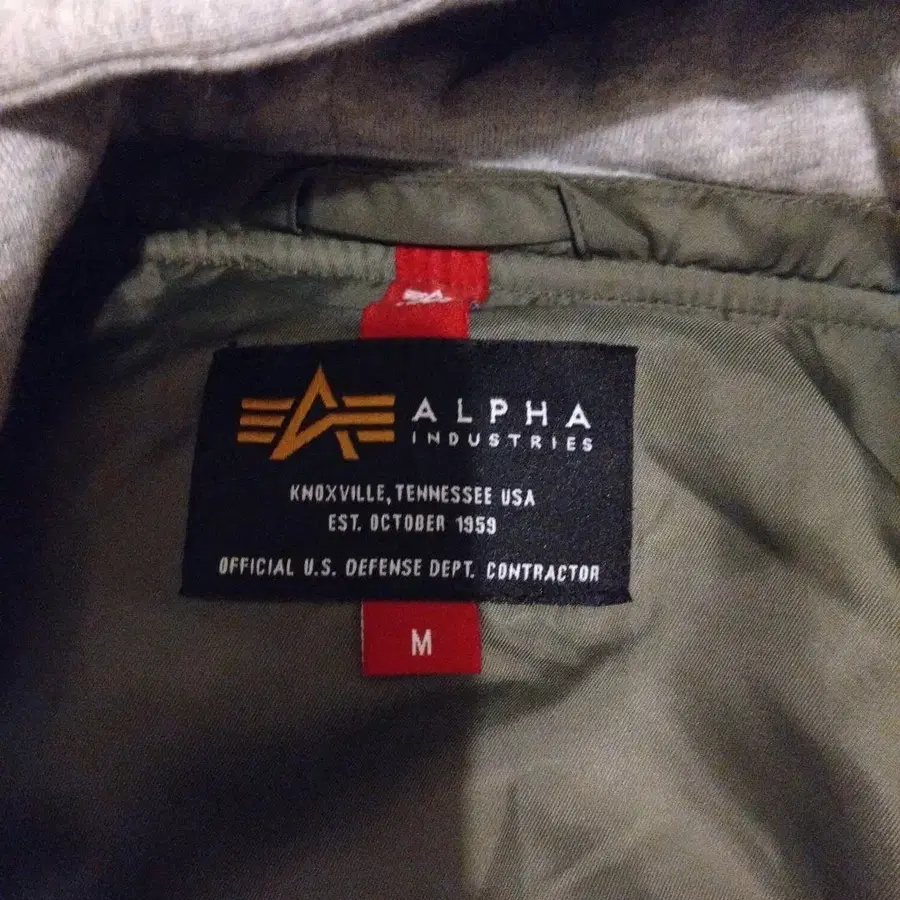 ALPHA
INDUSTRIES
KNOXVILLE, TENNESSEE USA
EST. OCTOBER 1959
OFFICIAL U.S. DEFENSE DEPT. CONTRACTOR
M